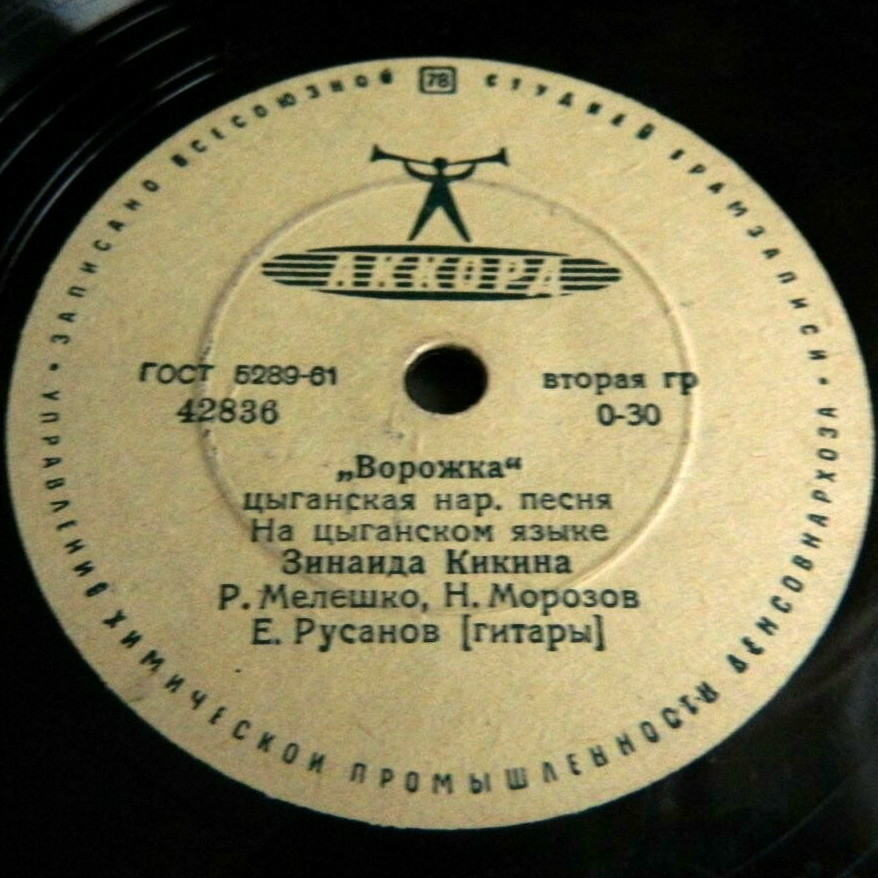 ЗАПИСАНО ВСЕСОЮЗНОЙ 78 СТУДИЕЙ ГРАМЗАПИСИ
АККОРД
ГОСТ 5289-61 вторая гр
42836 0-30
„Ворожка“
цыганская нар. песня
На цыганском языке
Зинаида Кикина
Р. Мелешко, Н. Морозов
Е. Русанов [гитары]
• УПРАВЛЕНИЕ ХИМИЧЕСКОЙ ПРОМЫШЛЕННОСТИ ЛЕНСОВНАРХОЗА •